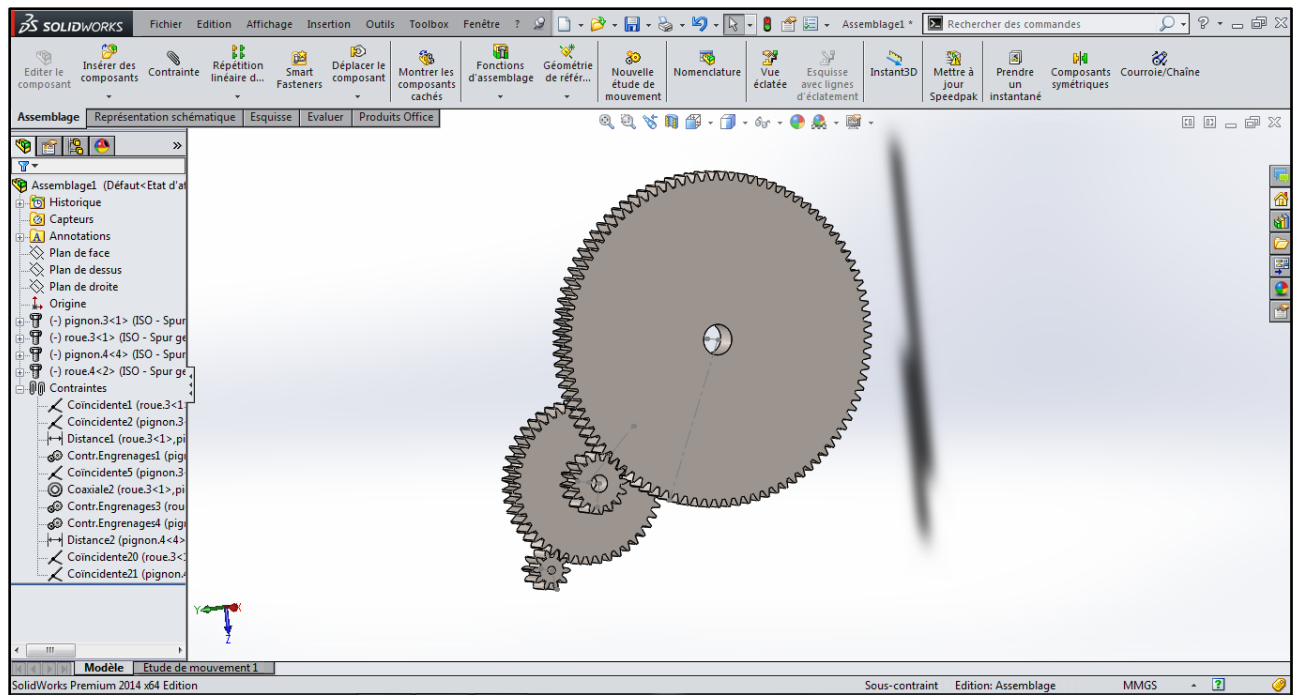 SOLIDWORKS Fichier Edition Affichage Insertion Outils Toolbox Fenêtre ? Assemblage1 * Rechercher des commandes
Editer le composant
Insérer des composants
Contrainte
Répétition linéaire d...
Smart Fasteners
Déplacer le composant
Montrer les composants cachés
Fonctions d'assemblage
Géométrie de référ...
Nouvelle étude de mouvement
Nomenclature
Vue éclatée
Esquisse avec lignes d'éclatement
Instant3D
Mettre à jour Speedpak
Prendre un instantané
Composants symétriques
Courroie/Chaîne
Assemblage Représentation schématique Esquisse Evaluer Produits Office
Assemblage1 (Défaut<Etat d'af
Historique
Capteurs
A Annotations
Plan de face
Plan de dessus
Plan de droite
Origine
(-) pignon.3<1> (ISO - Spur
(-) roue.3<1> (ISO - Spur ge
(-) pignon.4<4> (ISO - Spur
(-) roue.4<2> (ISO - Spur ge
Contraintes
Coïncidente1 (roue.3<1>
Coïncidente2 (pignon.3
Distance1 (roue.3<1>,pi
Contr.Engrenages1 (pig
Coïncidente5 (pignon.3
Coaxiale2 (roue.3<1>,pi
Contr.Engrenages3 (rou
Contr.Engrenages4 (pig
Distance2 (pignon.4<4>
Coïncidente20 (roue.3<
Coïncidente21 (pignon.
Y X
Z
Modèle Etude de mouvement 1
SolidWorks Premium 2014 x64 Edition Sous-contraint Edition: Assemblage MMGS ?